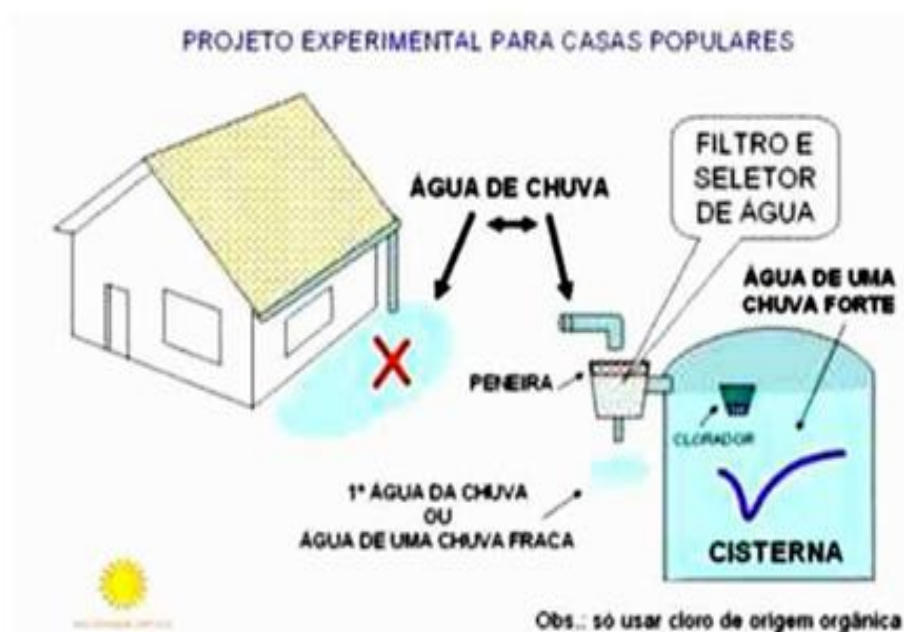 PROJETO EXPERIMENTAL PARA CASAS POPULARES
FILTRO E
SELETOR
DE ÁGUA
ÁGUA DE CHUVA
ÁGUA DE UMA
CHUVA FORTE
PENEIRA
CLORADOR
1ª ÁGUA DA CHUVA
OU
ÁGUA DE UMA CHUVA FRACA
CISTERNA
Obs.: só usar cloro de origem orgânica